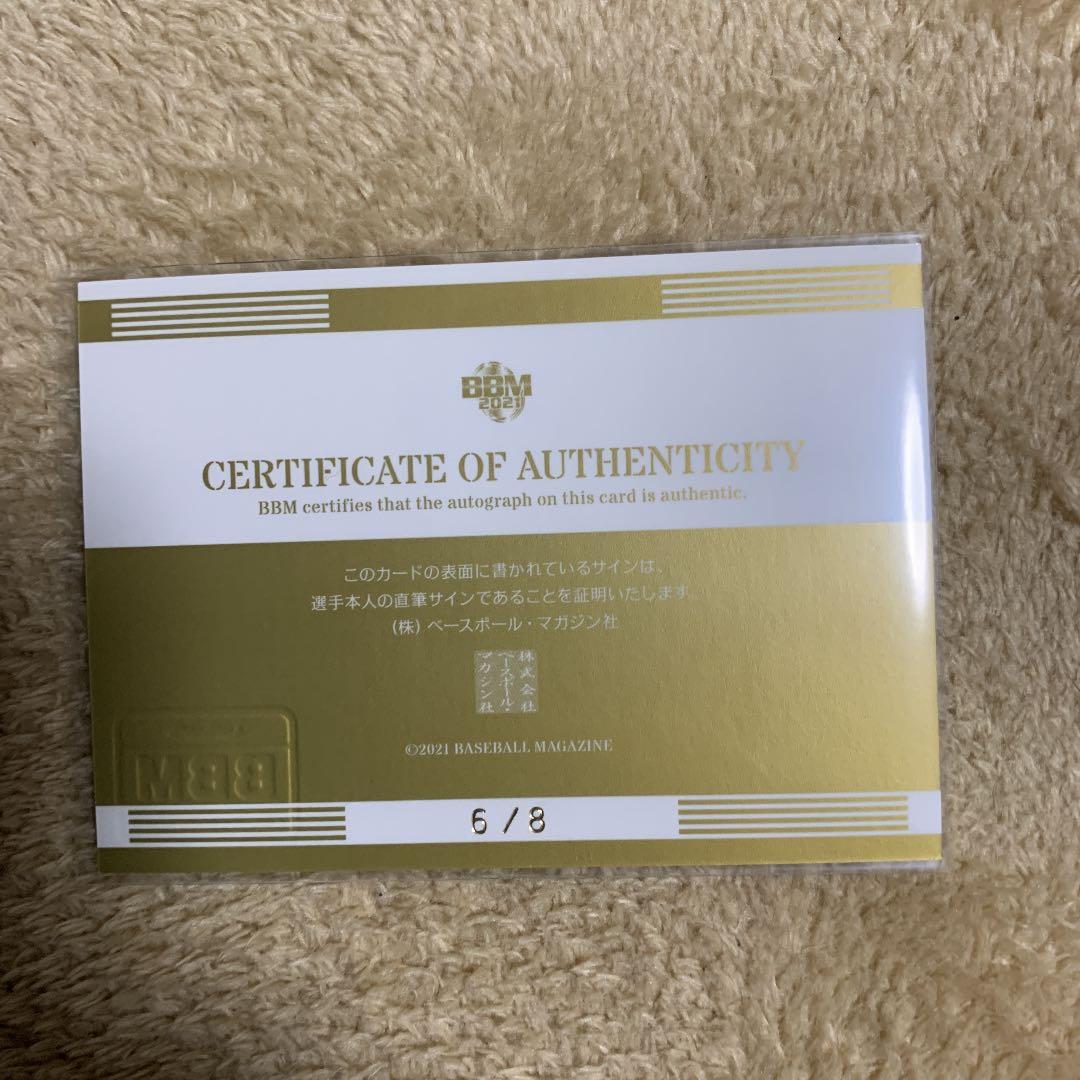 BBM
2021
CERTIFICATE OF AUTHENTICITY
BBM certifies that the autograph on this card is authentic.
このカードの表面に書かれているサインは、
選手本人の直筆サインであることを証明いたします。
(株) ベースボール・マガジン社
株式会社
ベースボール・
マガジン社
©2021 BASEBALL MAGAZINE
BBM
6 / 8